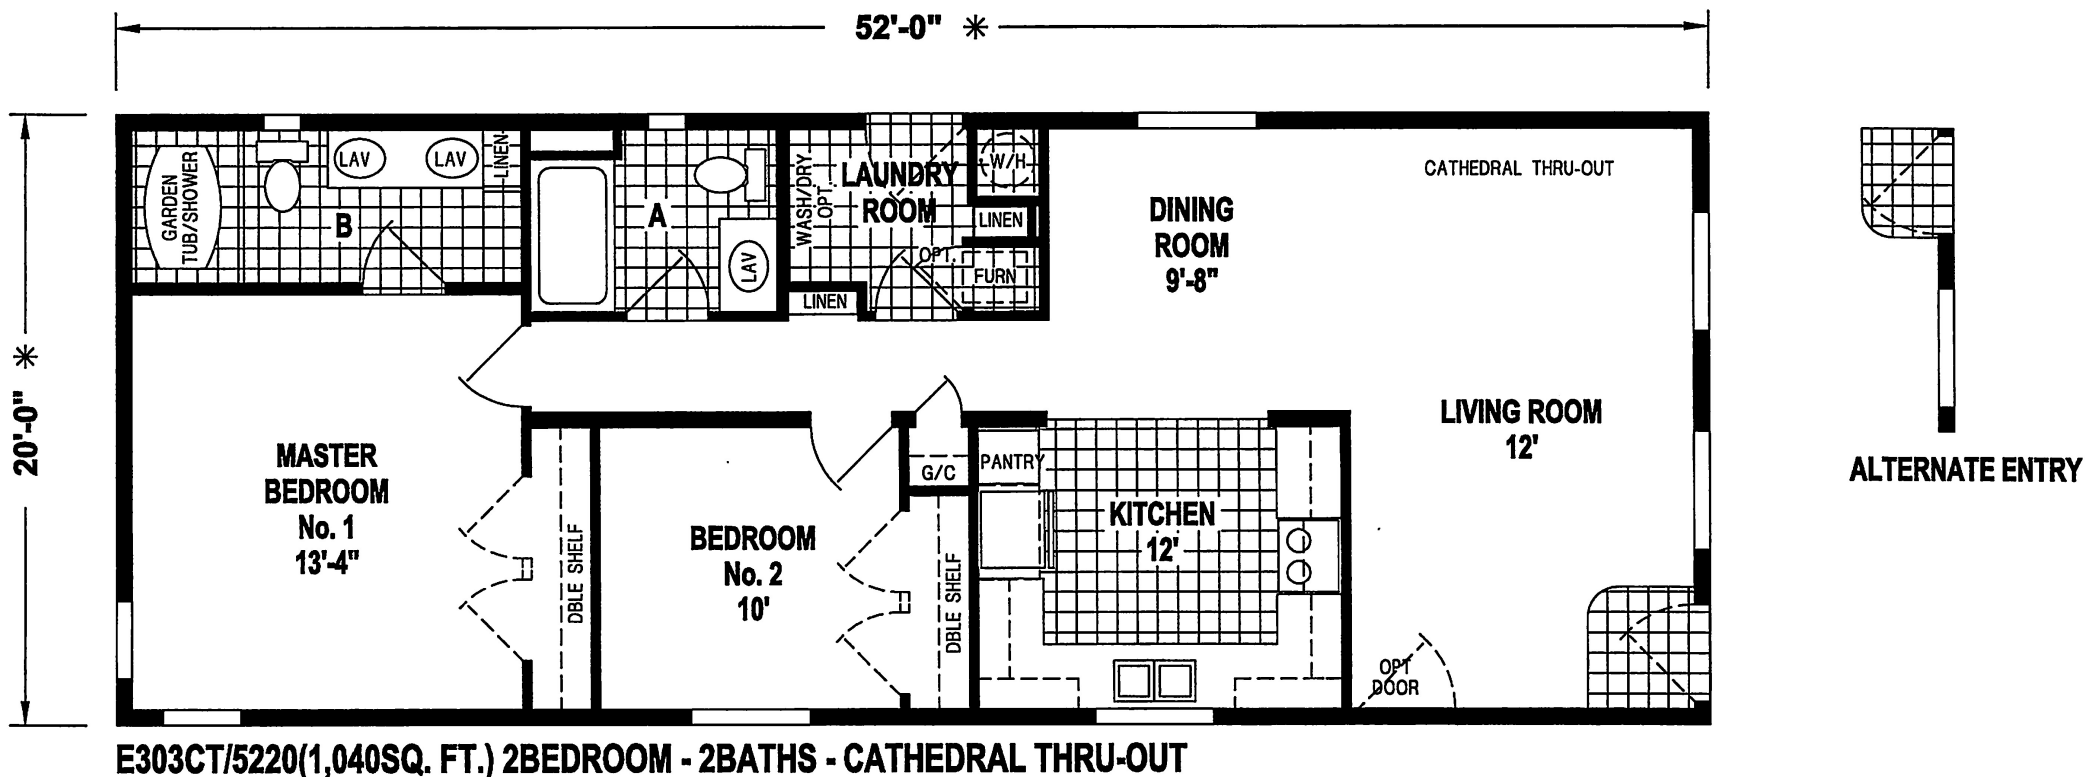 52'-0" ✳
20'-0" ✳
GARDEN
TUB/SHOWER
LAV
LAV
LINEN
B
A
LAV
WASH/DRY
OPT.
LAUNDRY
ROOM
W/H
LINEN
OPT.
FURN
LINEN
DINING
ROOM
9'-8"
CATHEDRAL THRU-OUT
LIVING ROOM
12'
ALTERNATE ENTRY
MASTER
BEDROOM
No. 1
13'-4"
DBLE SHELF
BEDROOM
No. 2
10'
G/C
DBLE SHELF
PANTRY
KITCHEN
12'
OPT
DOOR
E303CT/5220(1,040SQ. FT.) 2BEDROOM - 2BATHS - CATHEDRAL THRU-OUT